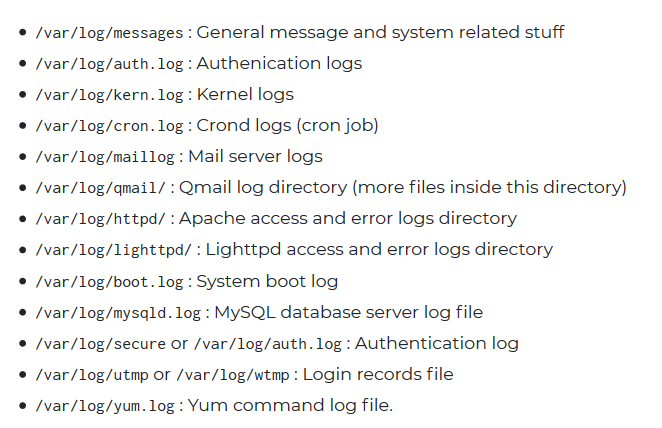 • /var/log/messages : General message and system related stuff
• /var/log/auth.log : Authenication logs
• /var/log/kern.log : Kernel logs
• /var/log/cron.log : Crond logs (cron job)
• /var/log/maillog : Mail server logs
• /var/log/qmail/ : Qmail log directory (more files inside this directory)
• /var/log/httpd/ : Apache access and error logs directory
• /var/log/lighttpd/ : Lighttpd access and error logs directory
• /var/log/boot.log : System boot log
• /var/log/mysqld.log : MySQL database server log file
• /var/log/secure or /var/log/auth.log : Authentication log
• /var/log/utmp or /var/log/wtmp : Login records file
• /var/log/yum.log : Yum command log file.